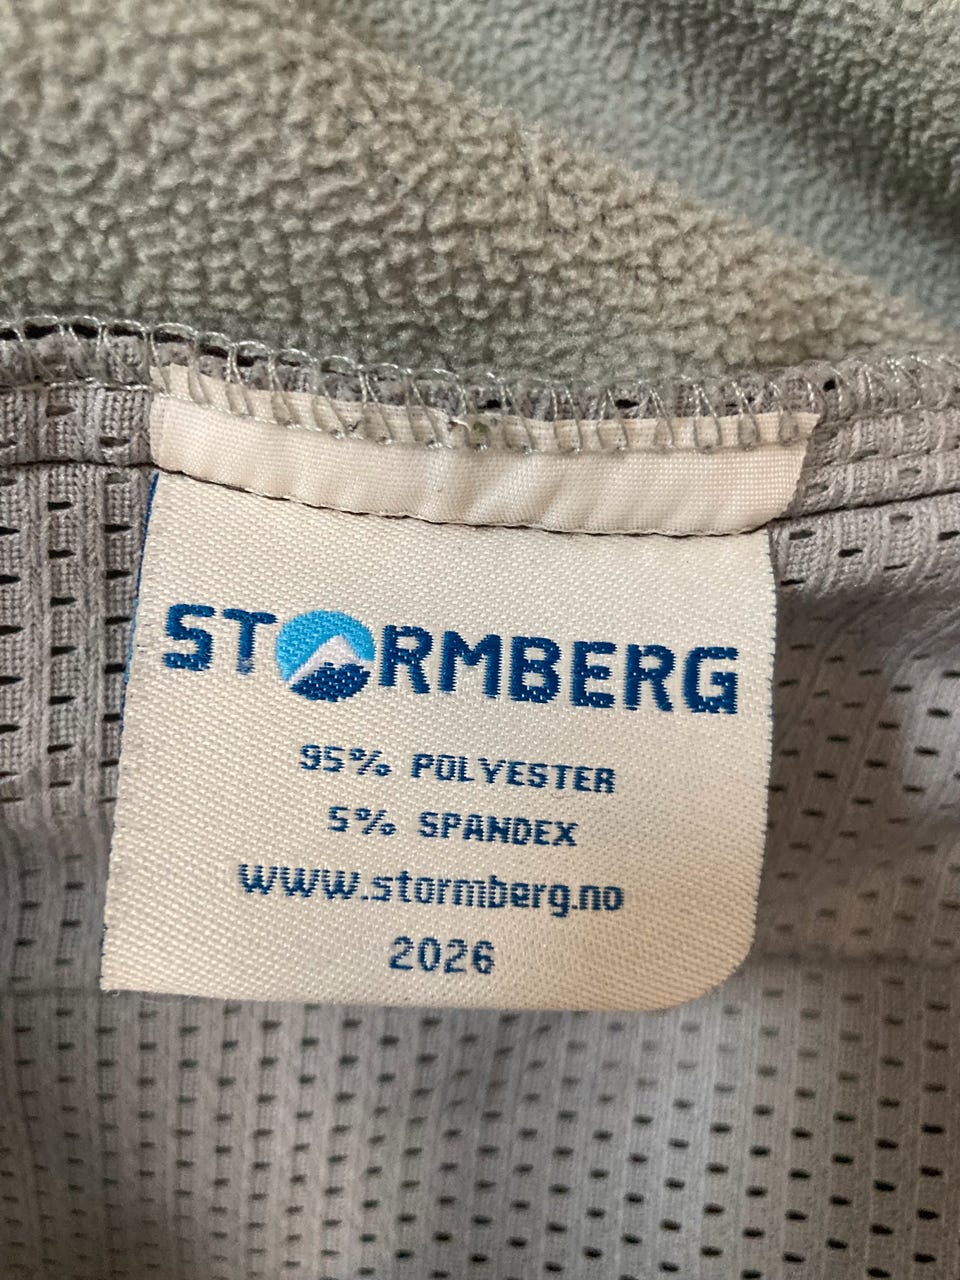 STORMBERG
95% POLYESTER
5% SPANDEX
www.stormberg.no
2026